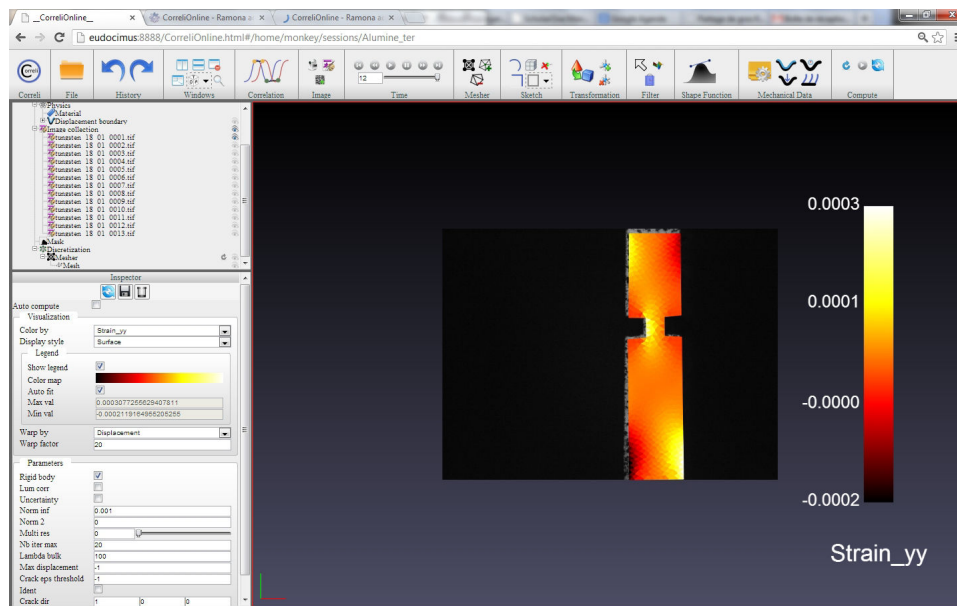 __CorreliOnline_
CorreliOnline - Ramona a
CorreliOnline - Ramona a
eudocimus:8888/CorreliOnline.html#/home/monkey/sessions/Alumine_ter
Correli
12
Correli File History Windows Correlation Image Time Mesher Sketch Transformation Filter Shape Function Mechanical Data Compute
Physics
Material
Displacement boundary
Image collection
tungsten_18_01_0001.tif
tungsten_18_01_0002.tif
tungsten_18_01_0003.tif
tungsten_18_01_0004.tif
tungsten_18_01_0005.tif
tungsten_18_01_0006.tif
tungsten_18_01_0007.tif
tungsten_18_01_0008.tif
tungsten_18_01_0009.tif
tungsten_18_01_0010.tif
tungsten_18_01_0011.tif
tungsten_18_01_0012.tif
tungsten_18_01_0013.tif
Mask
Discretization
Mesher
Mesh
Inspector
Auto compute
Visualization
Color by Strain_yy
Display style Surface
Legend
Show legend
Color map
Auto fit
Max val 0.0003077255629407811
Min val -0.0002119164955205255
Warp by Displacement
Warp factor 20
Parameters
Rigid body
Lum corr
Uncertainty
Norm inf 0.001
Norm 2 0
Multi res 0
Nb iter max 20
Lambda bulk 100
Max displacement -1
Crack eps threshold -1
Ident
Crack dir 1 0 0
0.0003
0.0001
-0.0000
-0.0002
Strain_yy